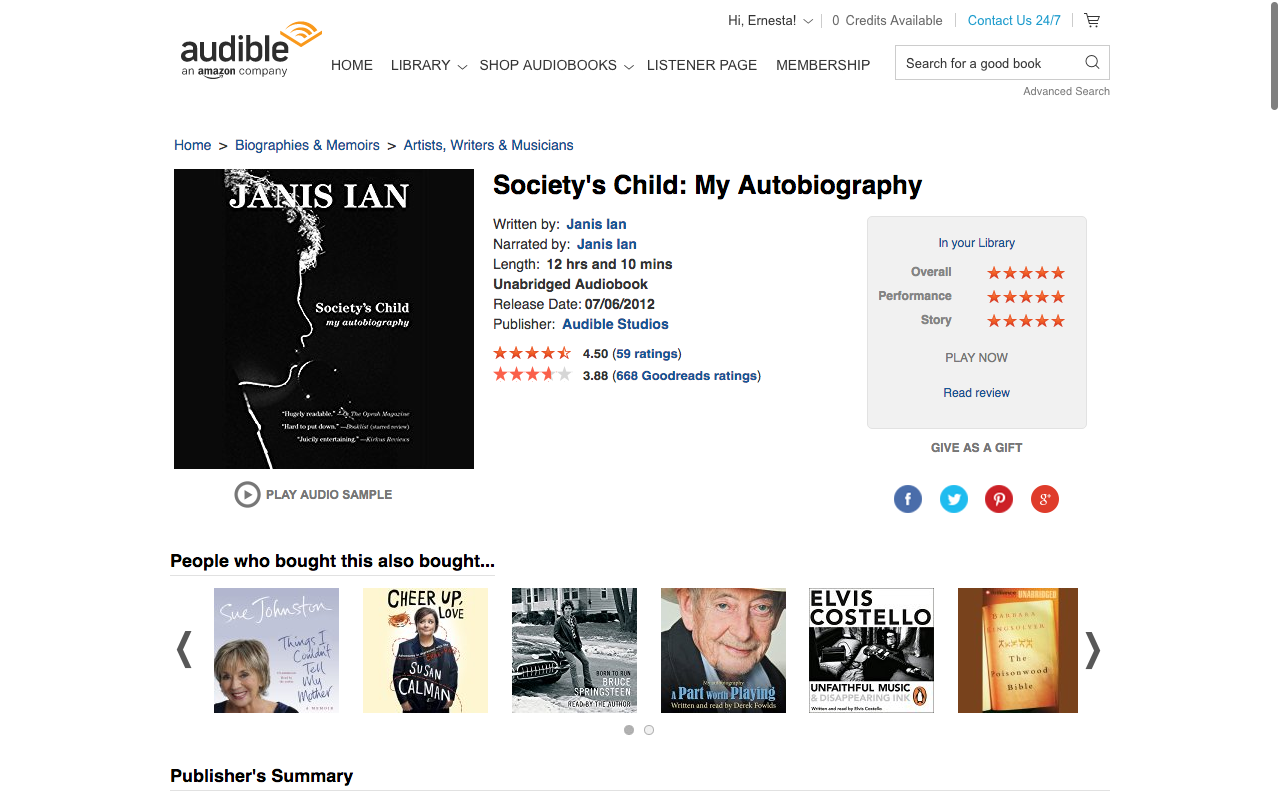 Hi, Ernesta! 0 Credits Available Contact Us 24/7
audible
an amazon company
HOME LIBRARY SHOP AUDIOBOOKS LISTENER PAGE MEMBERSHIP
Search for a good book
Advanced Search
Home > Biographies & Memoirs > Artists, Writers & Musicians
JANIS IAN
Society's Child
my autobiography
"Hugely readable." —O, The Oprah Magazine
"Hard to put down." —Booklist (starred review)
"Juicily entertaining." —Kirkus Reviews
PLAY AUDIO SAMPLE
Society's Child: My Autobiography
Written by: Janis Ian
Narrated by: Janis Ian
Length: 12 hrs and 10 mins
Unabridged Audiobook
Release Date: 07/06/2012
Publisher: Audible Studios
4.50 (59 ratings)
3.88 (668 Goodreads ratings)
In your Library
Overall
Performance
Story
PLAY NOW
Read review
GIVE AS A GIFT
f
g+
People who bought this also bought...
Sue Johnston
Things I
Couldn't
Tell
My
Mother
A MEMOIR
CHEER UP,
LOVE
SUSAN
CALMAN
BORN TO RUN
BRUCE
SPRINGSTEEN
READ BY THE AUTHOR
My autobiography
A Part Worth Playing
Written and read by Derek Fowlds
ELVIS
COSTELLO
UNFAITHFUL MUSIC
& DISAPPEARING INK
Written and read by Elvis Costello
UNABRIDGED
BARBARA
KINGSOLVER
The
Poisonwood
Bible
Publisher's Summary